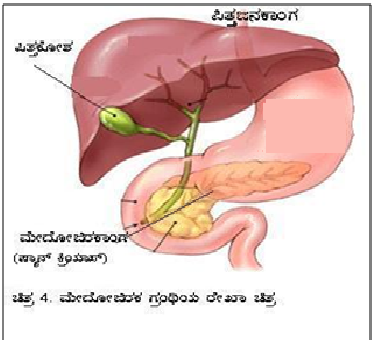 ಪಿತ್ತಜನಕಾಂಗ
ಪಿತ್ತಕೋಶ
ಮೇದೋಜೀರಕಾಂಗ
(ಪ್ಯಾನ್ ಕ್ರಿಯಾಸ್)
ಚಿತ್ರ 4. ಮೇದೋಜೀರಕ ಗ್ರಂಥಿಯ ರೇಖಾ ಚಿತ್ರ